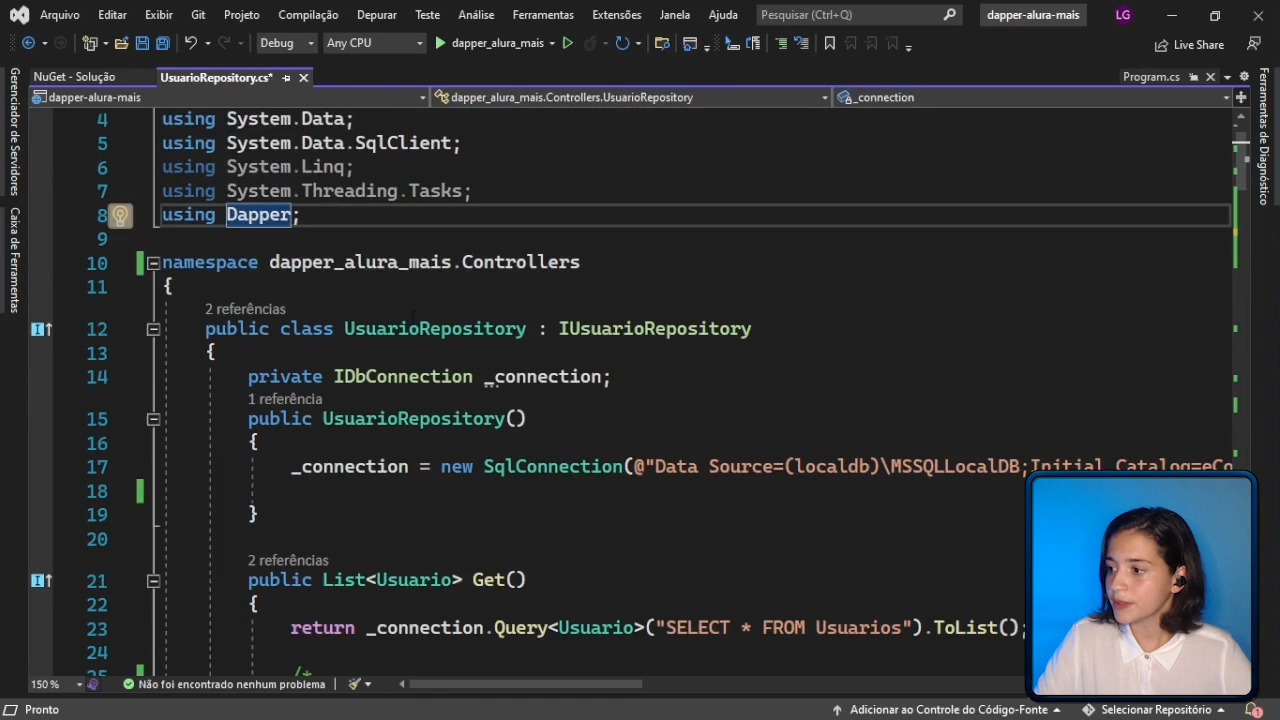 Arquivo Editar Exibir Git Projeto Compilação Depurar Teste Análise Ferramentas Extensões Janela Ajuda Pesquisar (Ctrl+Q) dapper-alura-mais LG
Debug Any CPU dapper_alura_mais Live Share
NuGet - Solução UsuarioRepository.cs* Program.cs
dapper-alura-mais dapper_alura_mais.Controllers.UsuarioRepository _connection
Gerenciador de Servidores
Caixa de Ferramentas
Ferramentas de Diagnóstico
4 using System.Data;
5 using System.Data.SqlClient;
6 using System.Linq;
7 using System.Threading.Tasks;
8 using Dapper;
9
10 namespace dapper_alura_mais.Controllers
11 {
2 referências
12 public class UsuarioRepository : IUsuarioRepository
13 {
14 private IDbConnection _connection;
1 referência
15 public UsuarioRepository()
16 {
17 _connection = new SqlConnection(@"Data Source=(localdb)\MSSQLLocalDB;Initial Catalog=eCo
18
19 }
20
2 referências
21 public List<Usuario> Get()
22 {
23 return _connection.Query<Usuario>("SELECT * FROM Usuarios").ToList();
24
25 /*
150 % Não foi encontrado nenhum problema
Pronto Adicionar ao Controle do Código-Fonte Selecionar Repositório 1